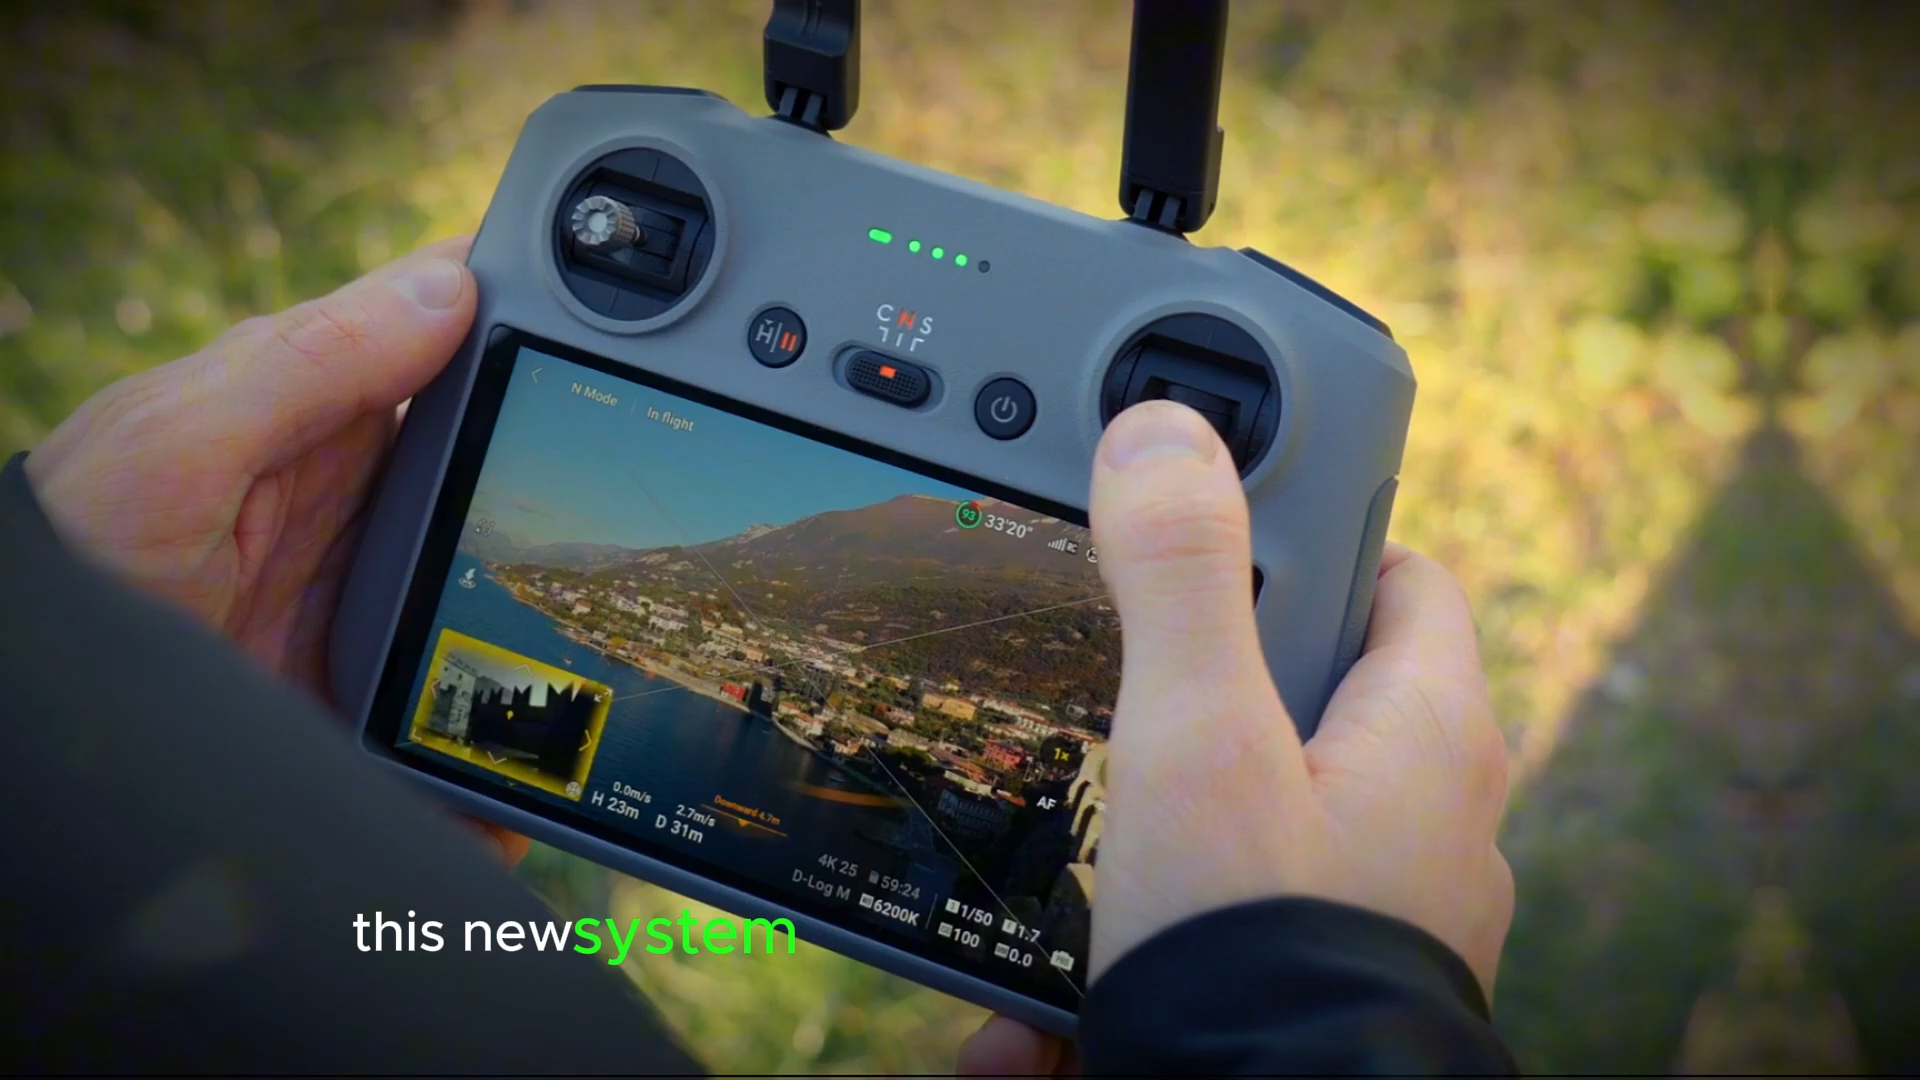 C N S
H
N Mode
In flight
93 33'20"
RC
1x
AF
0.0m/s
H 23m
2.7m/s
D 31m
Downward 4.7m
4K 25
59:24
D-Log M
6200K
1/50
1.7
100
0.0
this newsystem